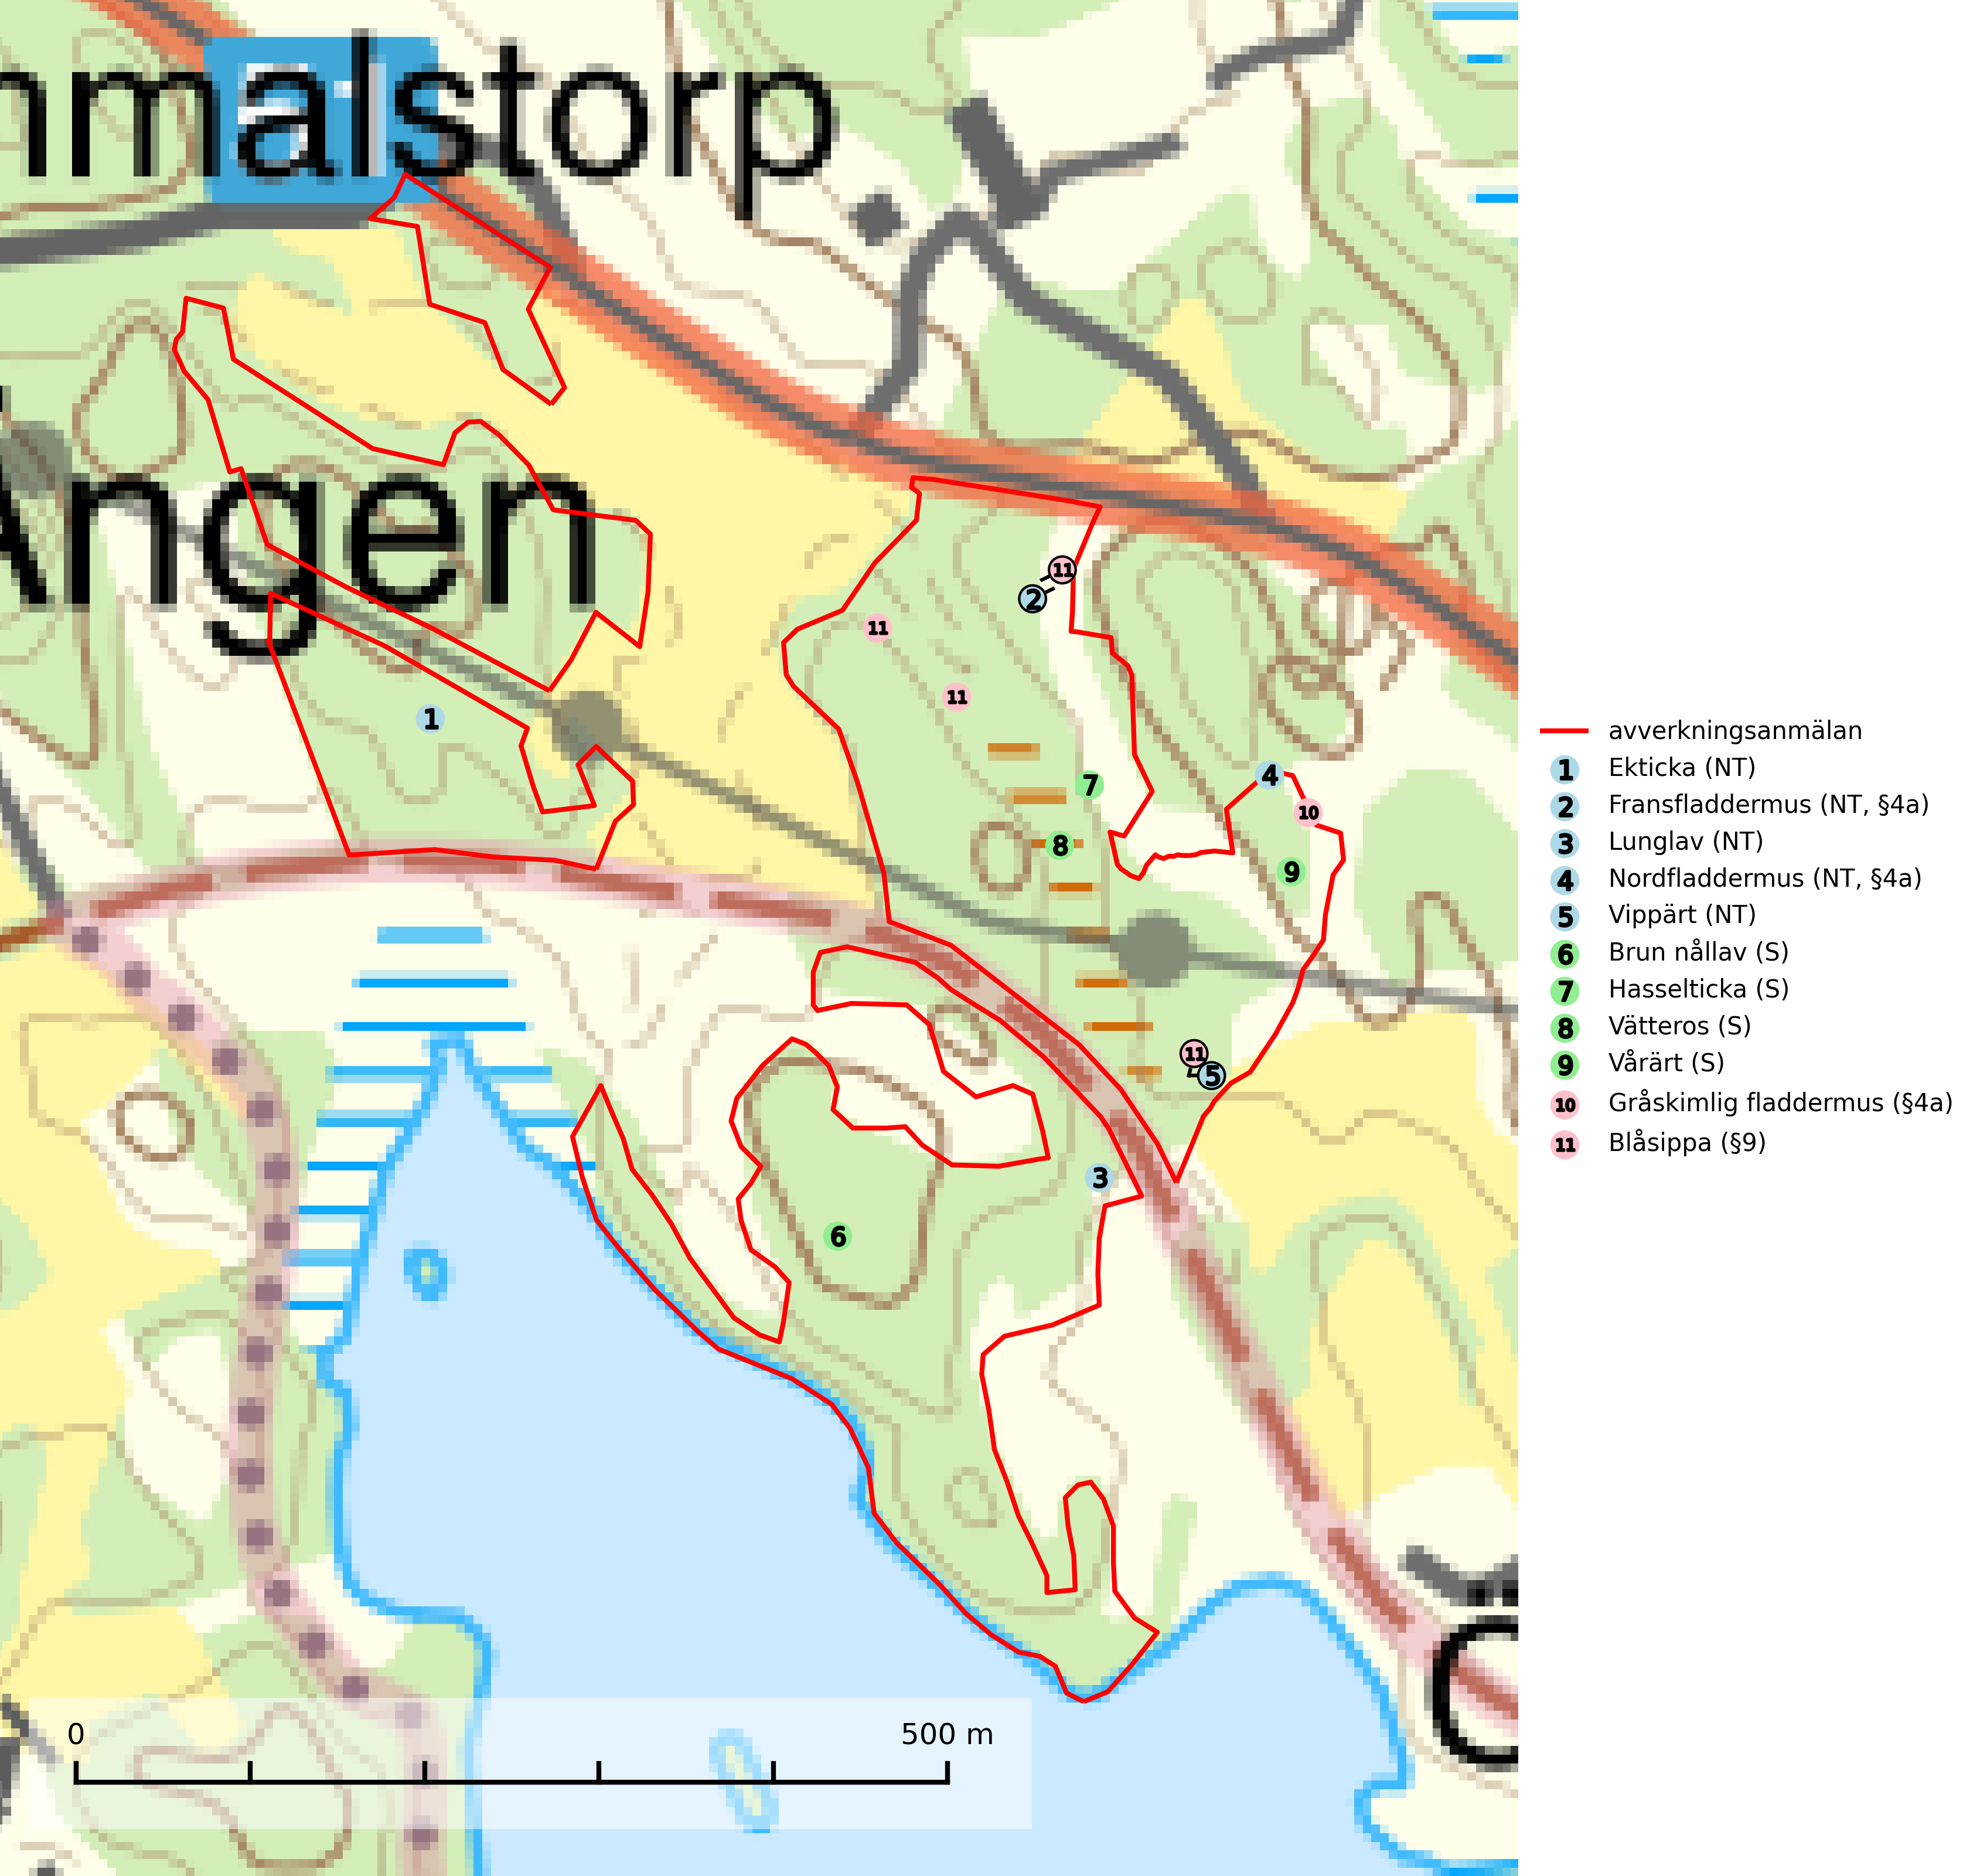 nmalstorp
Ängen
11
2
11
11
1
7
4
10
8
9
11
5
3
6
0
500 m
avverkningsanmälan
1 Ekticka (NT)
2 Fransfladdermus (NT, §4a)
3 Lunglav (NT)
4 Nordfladdermus (NT, §4a)
5 Vippärt (NT)
6 Brun nållav (S)
7 Hasselticka (S)
8 Vätteros (S)
9 Vårärt (S)
10 Gråskimlig fladdermus (§4a)
11 Blåsippa (§9)